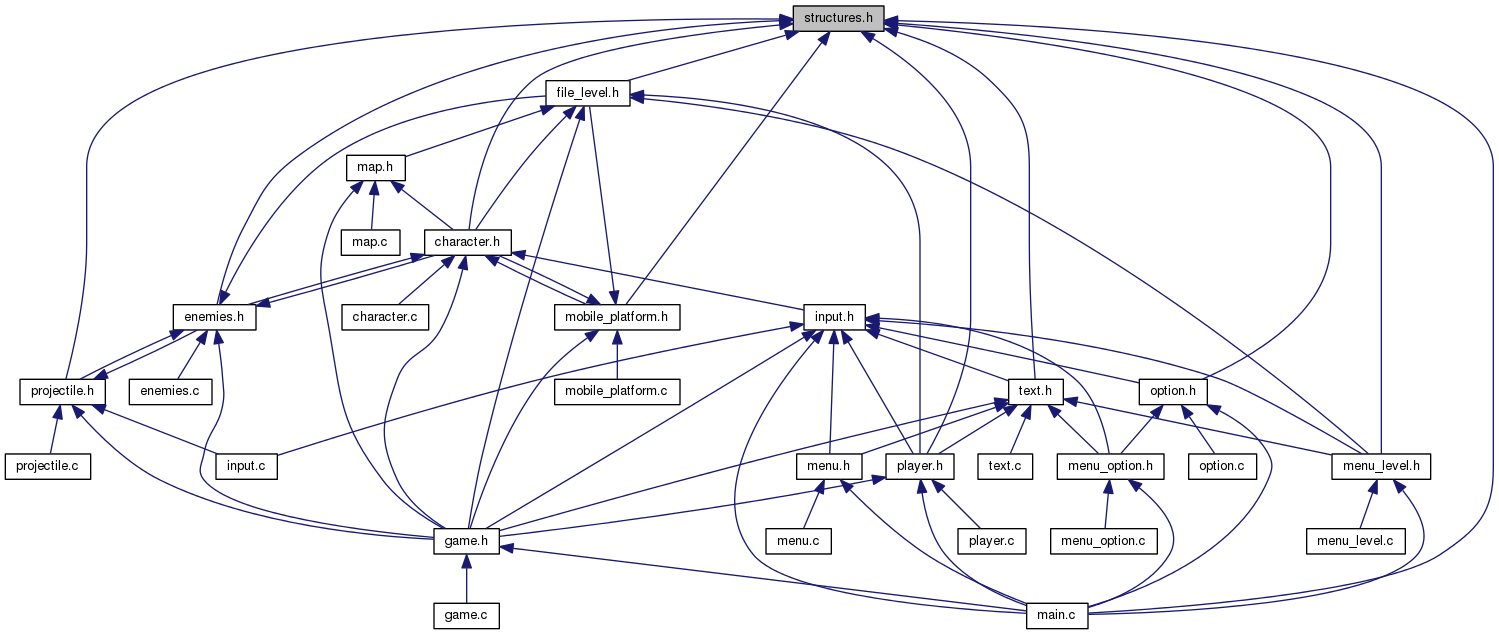 structures.h
file_level.h
map.h
map.c
character.h
enemies.h
character.c
mobile_platform.h
input.h
projectile.h
enemies.c
mobile_platform.c
text.h
option.h
projectile.c
input.c
menu.h
player.h
text.c
menu_option.h
option.c
menu_level.h
game.h
menu.c
player.c
menu_option.c
menu_level.c
game.c
main.c